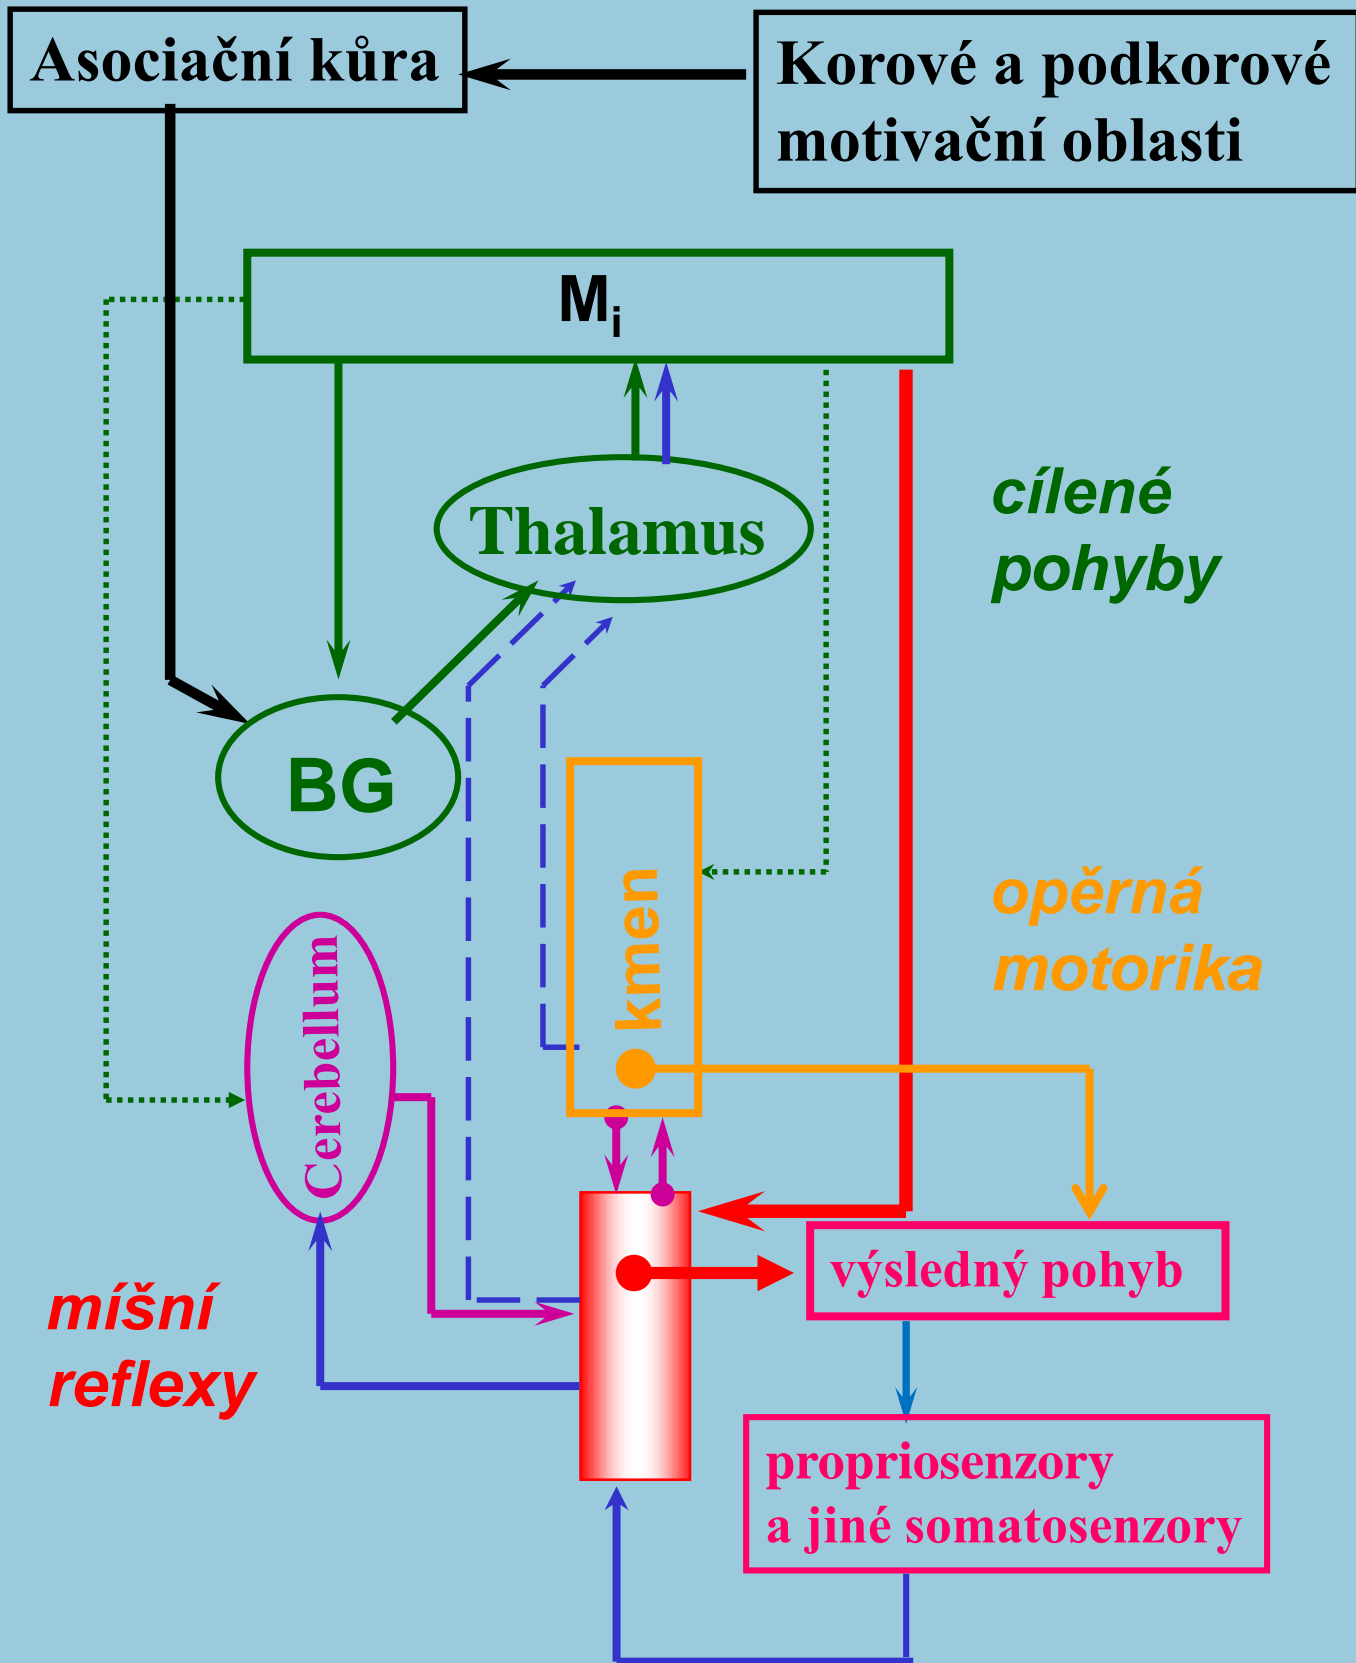 Asociační kůra
Korové a podkorové
motivační oblasti
Mi
Thalamus
cílené
pohyby
BG
kmen
opěrná
motorika
Cerebellum
výsledný pohyb
míšní
reflexy
propriosenzory
a jiné somatosenzory